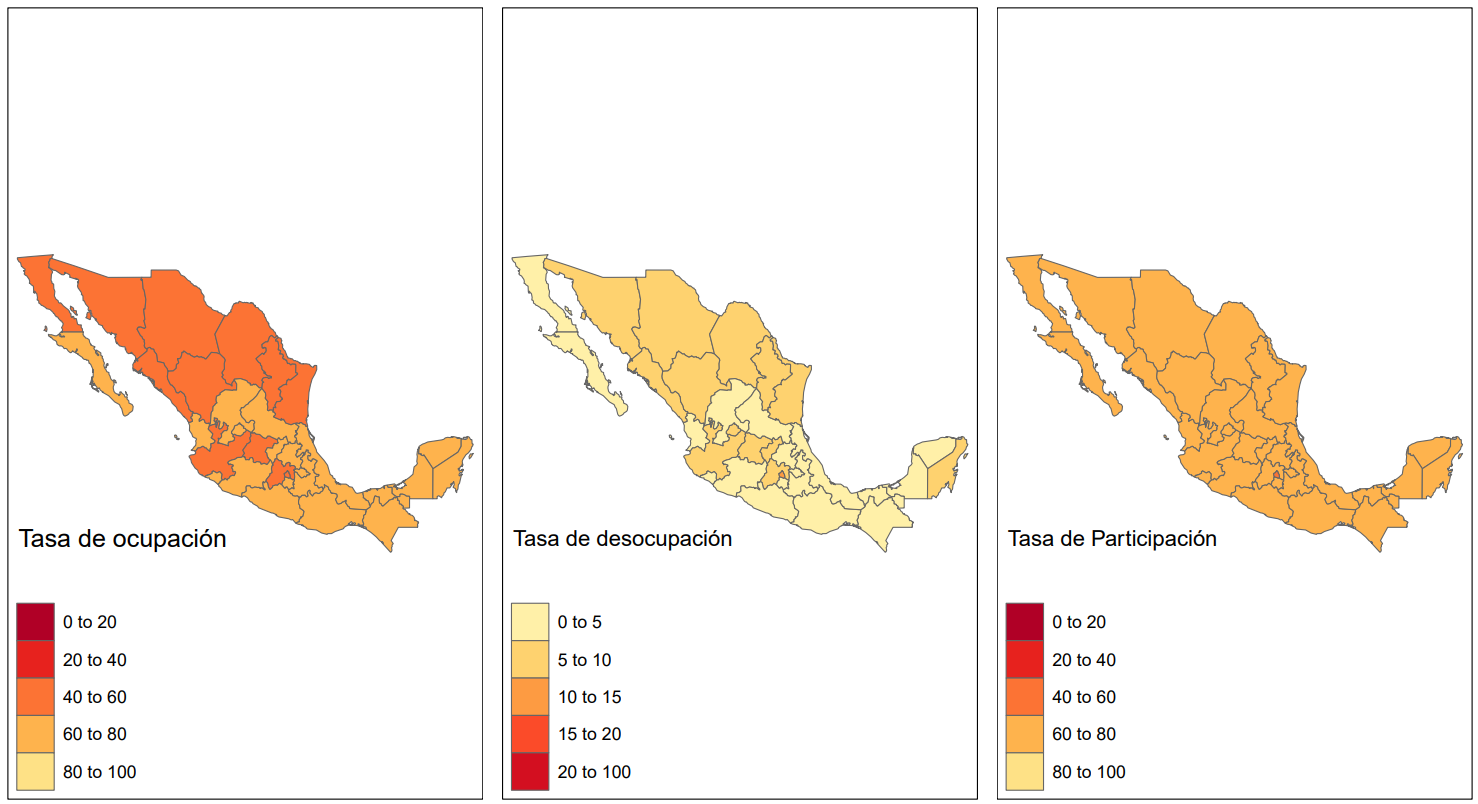 Tasa de ocupación
0 to 20
20 to 40
40 to 60
60 to 80
80 to 100
Tasa de desocupación
0 to 5
5 to 10
10 to 15
15 to 20
20 to 100
Tasa de Participación
0 to 20
20 to 40
40 to 60
60 to 80
80 to 100